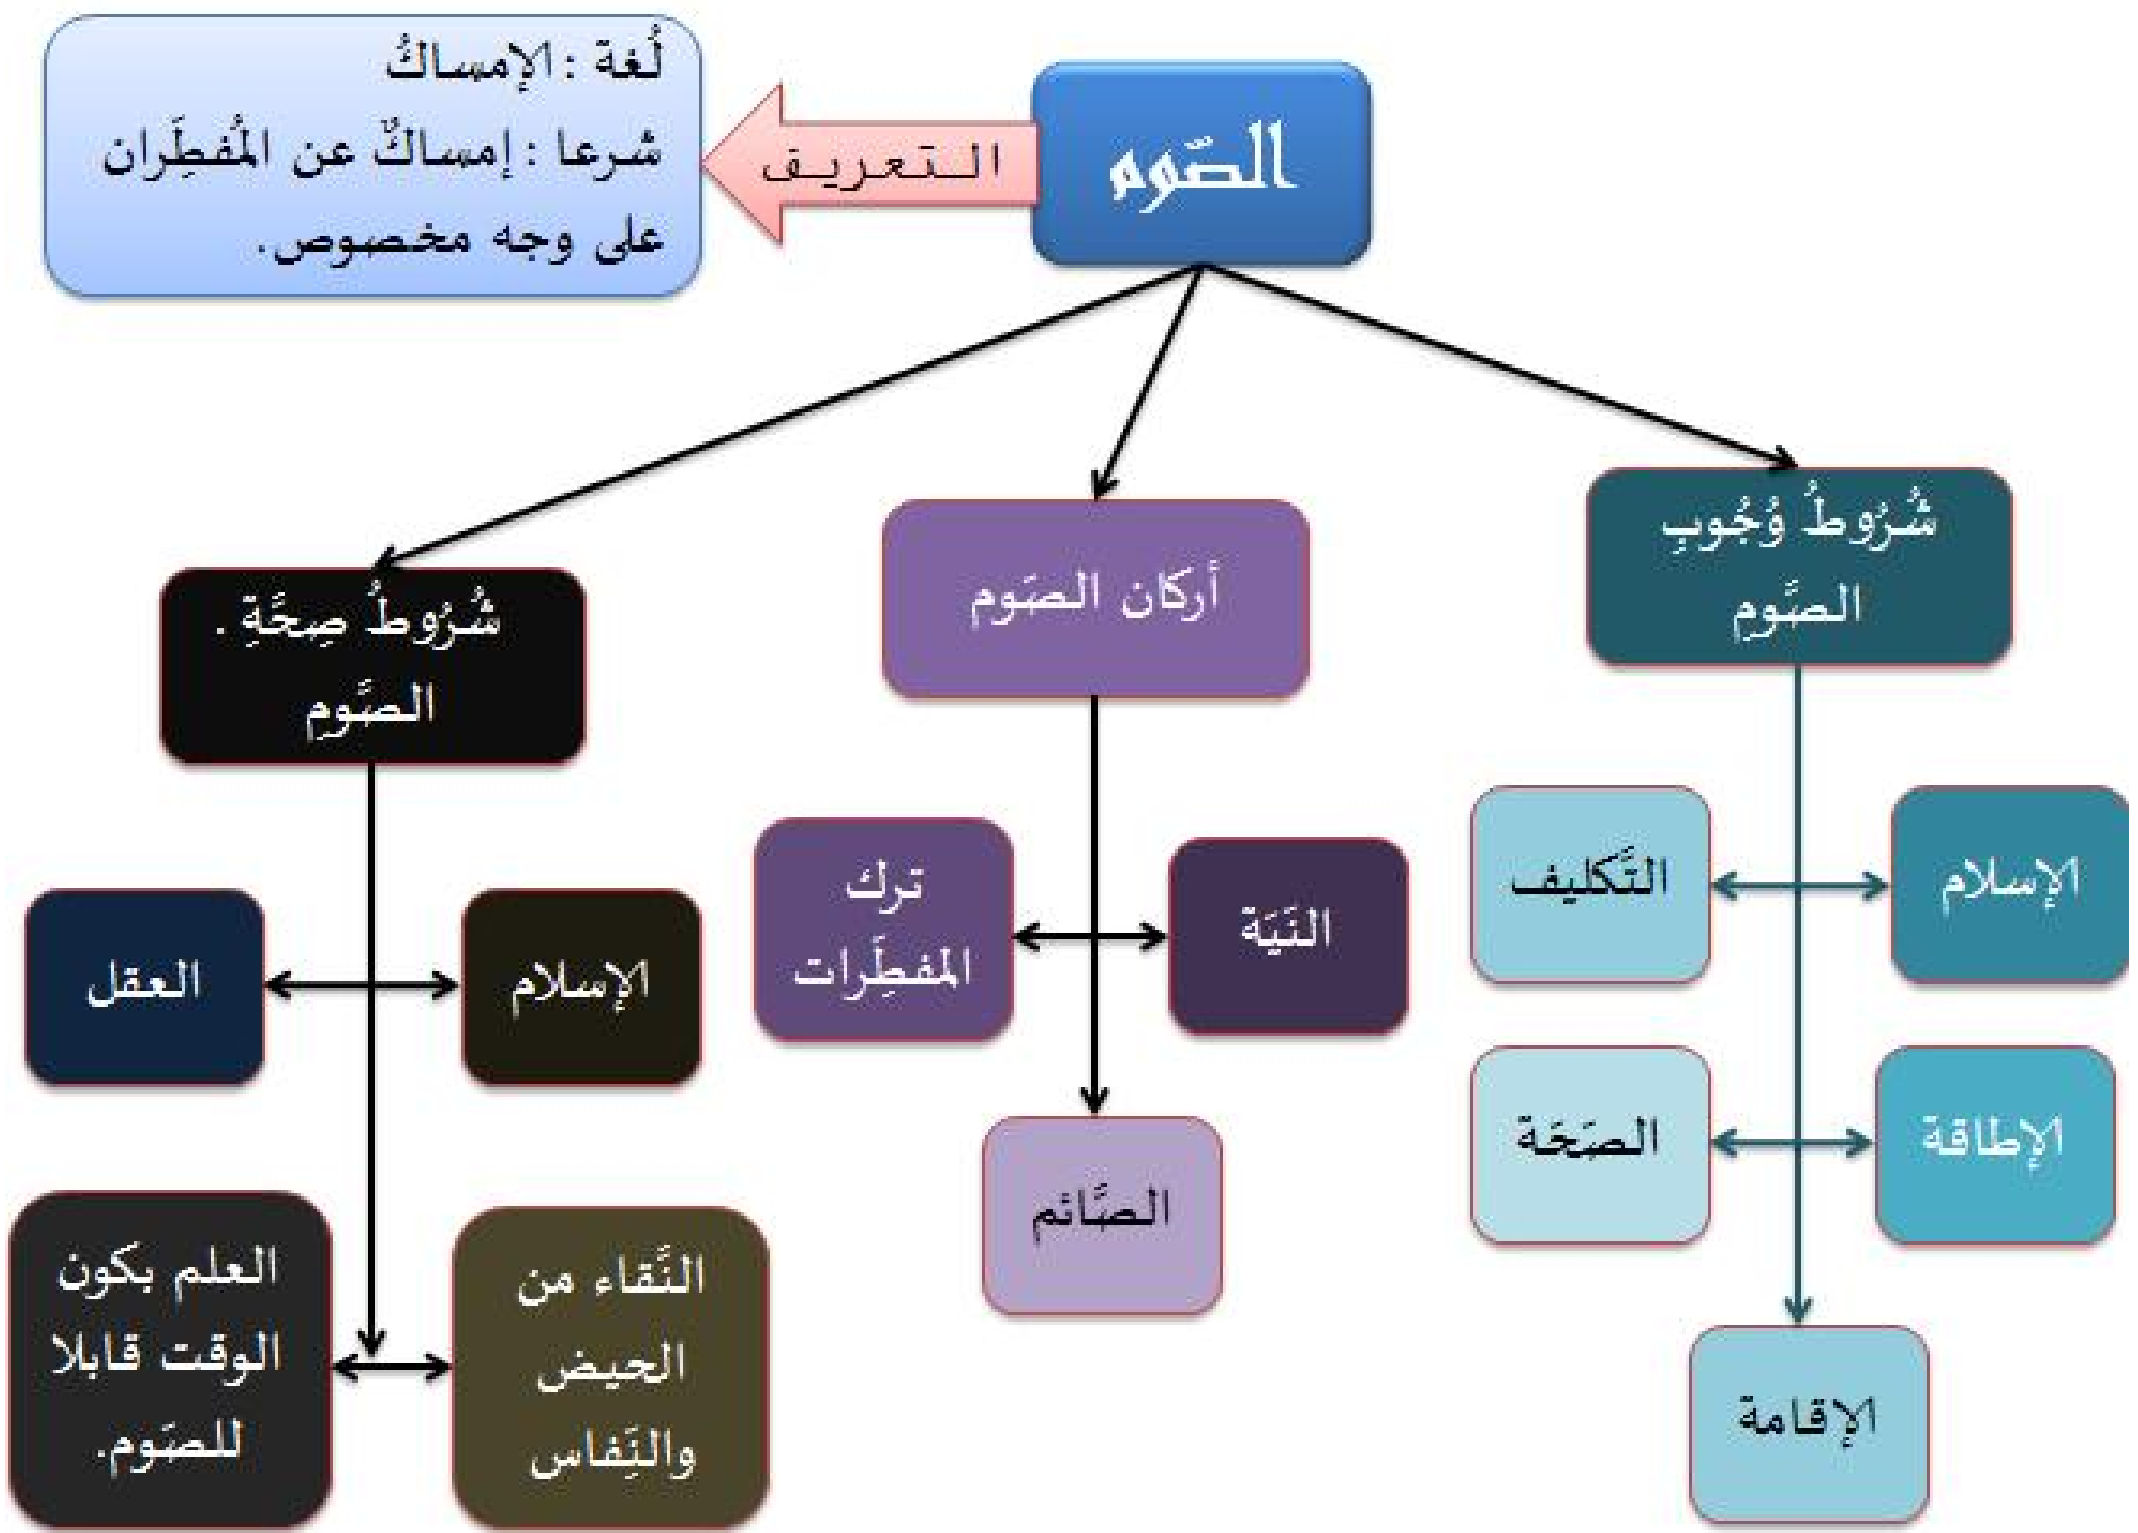 الصّوم
التعريف
لُغة : الإمساكُ
شرعا : إمساكٌ عن المُفطِّران
على وجه مخصوص.
شُرُوطُ وُجُوبِ
الصَّومِ
الإسلام
التَّكليف
الإطاقة
الصَحَة
الإقامة
أركان الصَوم
النَيَة
ترك
المفطِّرات
الصَّائم
شُرُوطُ صِحَّةِ .
الصَّومِ
الإسلام
العقل
النَّقاء من
الحيض
والنِّفاس
العلم بكون
الوقت قابلا
للصَوم.